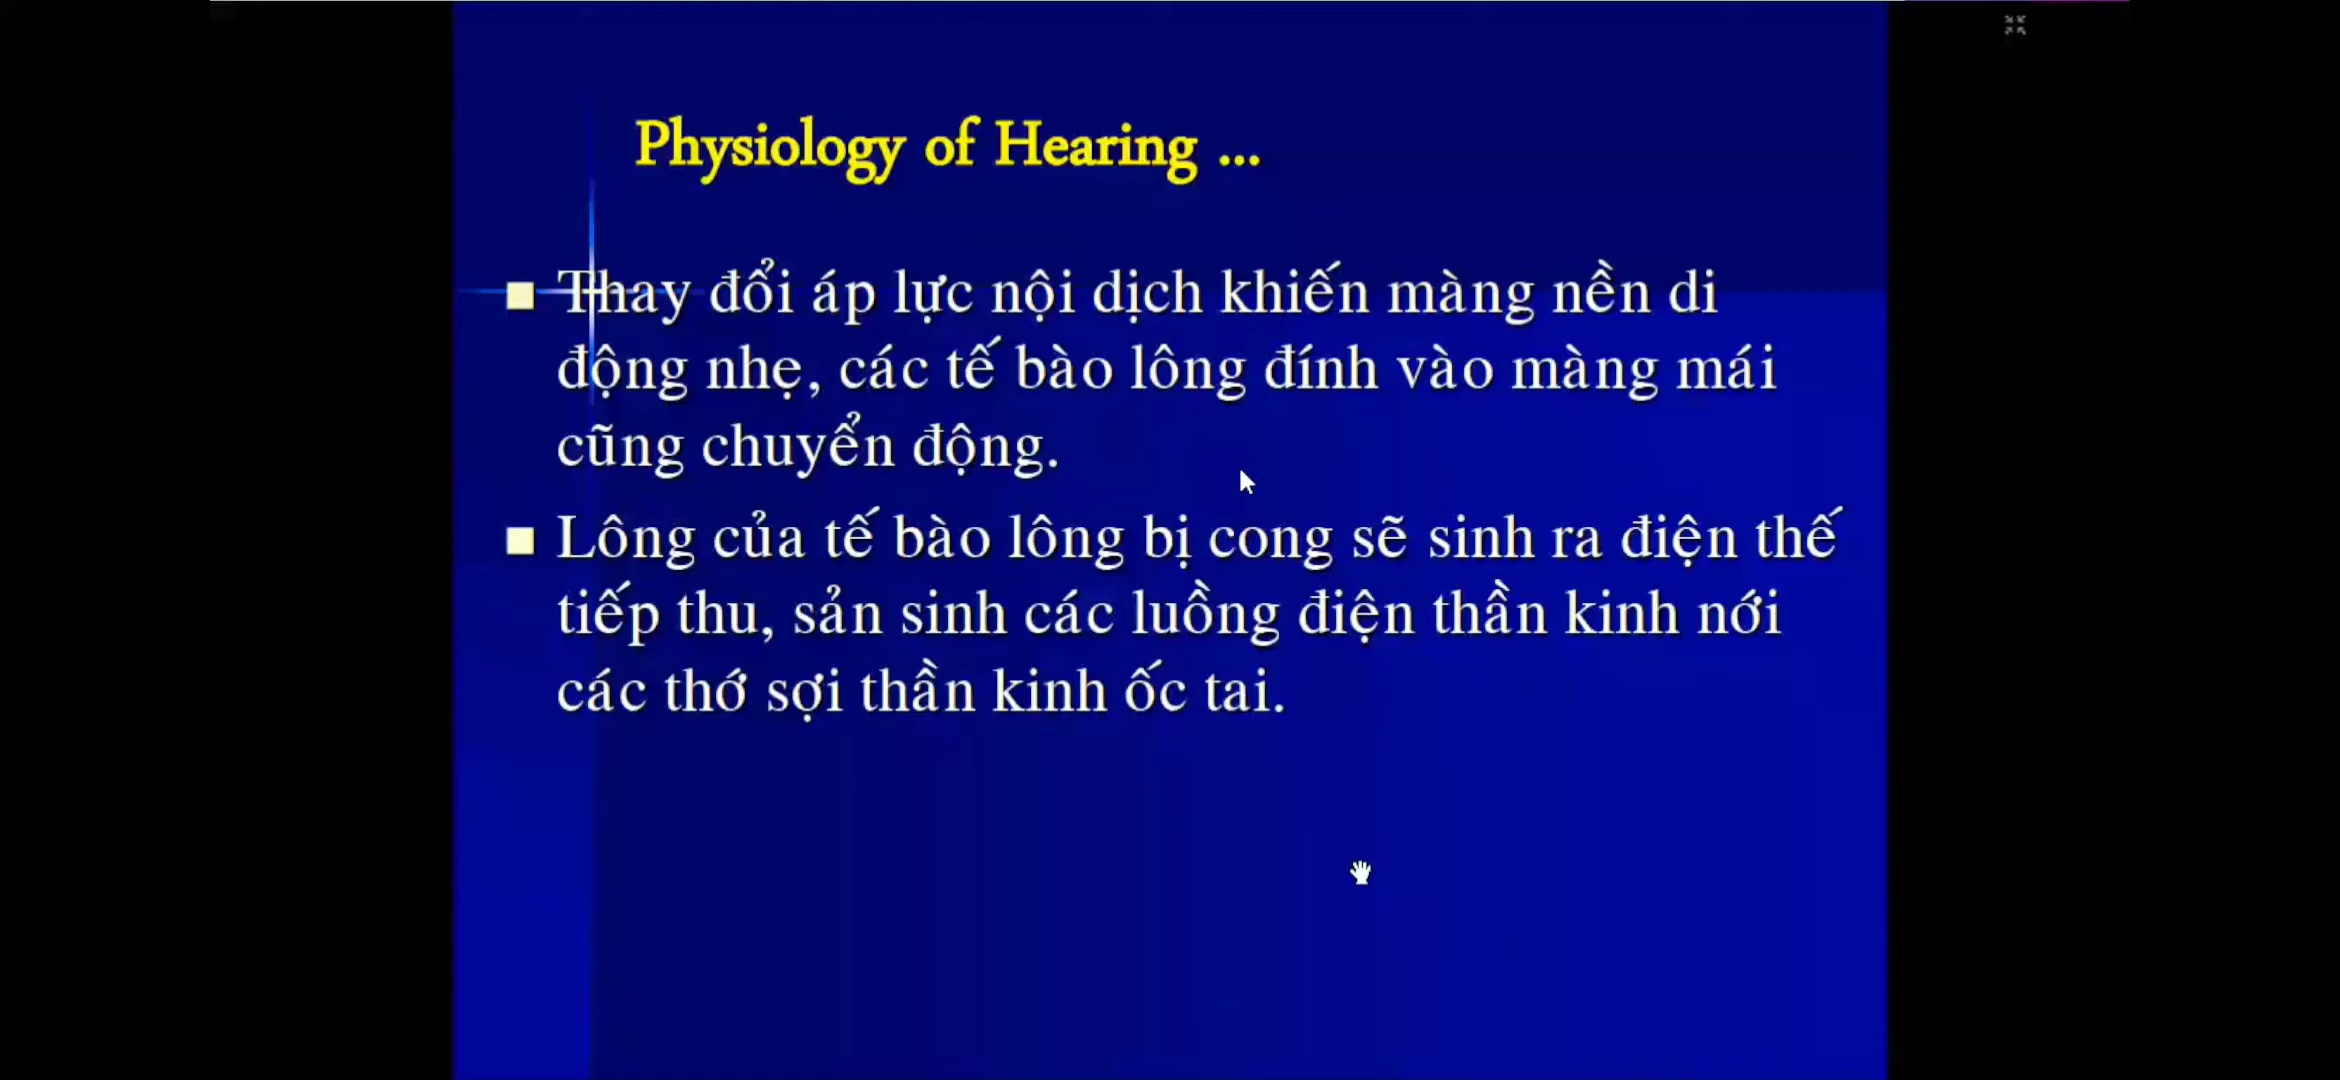 Physiology of Hearing ...
Thay đổi áp lực nội dịch khiến màng nền di
động nhẹ, các tế bào lông đính vào màng mái
cũng chuyển động.
Lông của tế bào lông bị cong sẽ sinh ra điện thế
tiếp thu, sản sinh các luồng điện thần kinh nới
các thớ sợi thần kinh ốc tai.